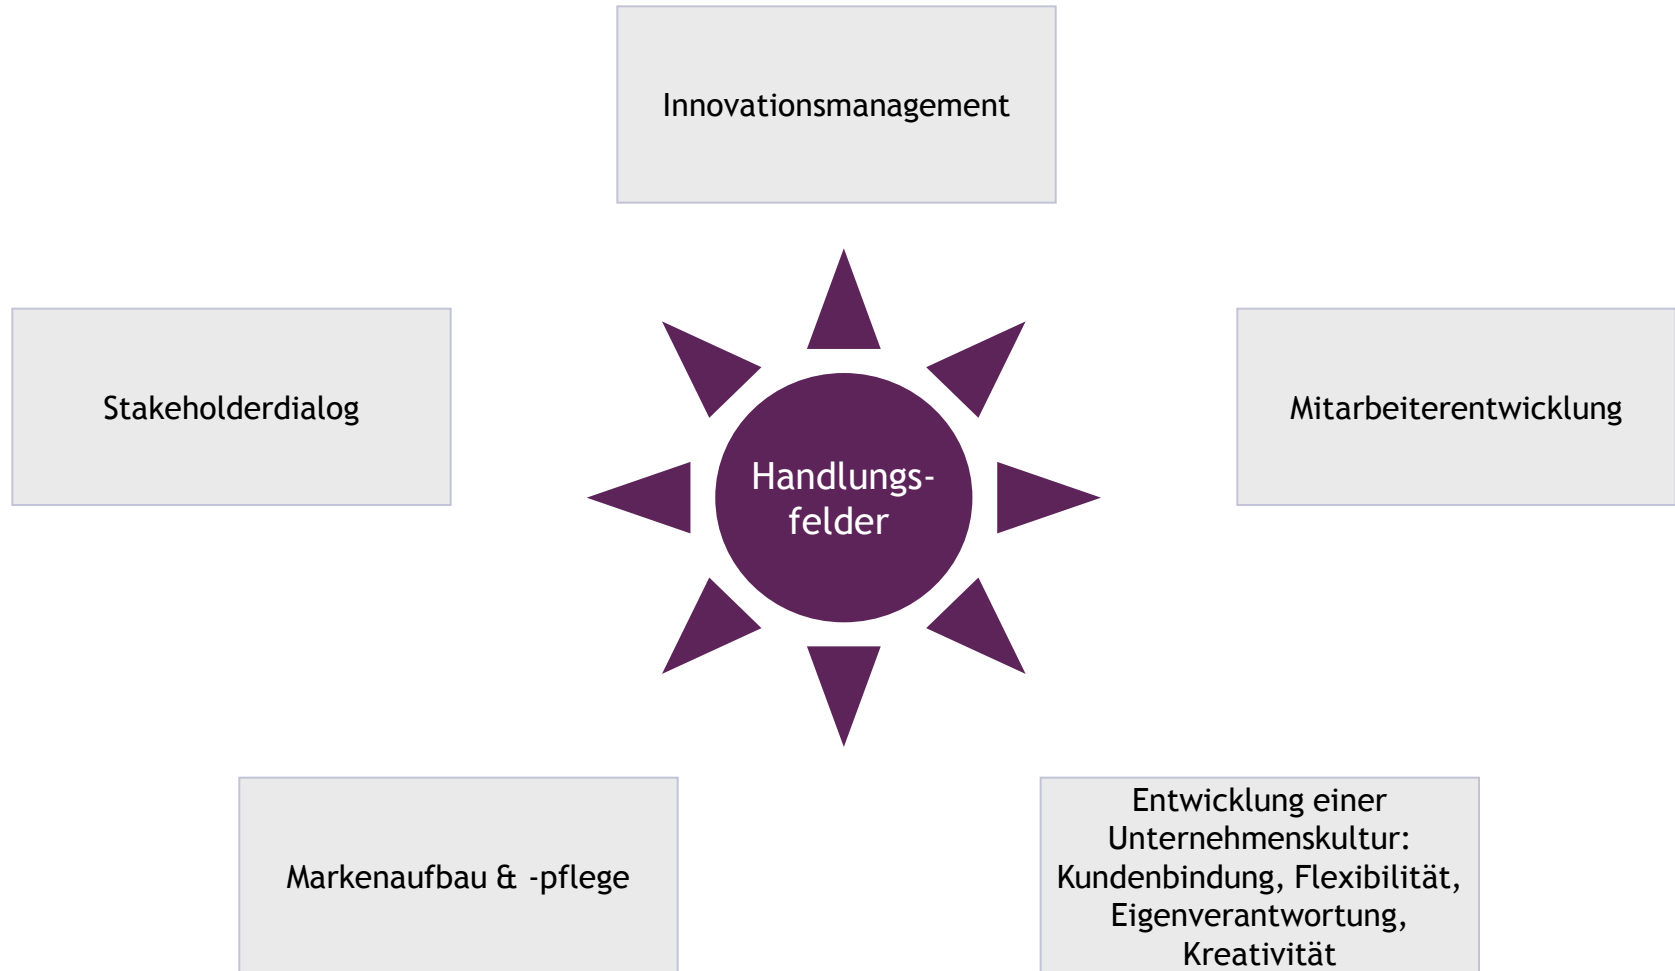 Innovationsmanagement
Stakeholderdialog
Mitarbeiterentwicklung
Handlungs-
felder
Markenaufbau & -pflege
Entwicklung einer
Unternehmenskultur:
Kundenbindung, Flexibilität,
Eigenverantwortung,
Kreativität